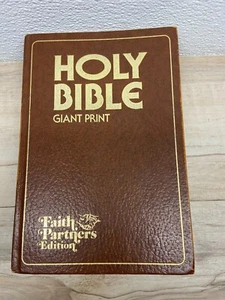 HOLY
BIBLE
GIANT PRINT
Faith
Partners
Edition